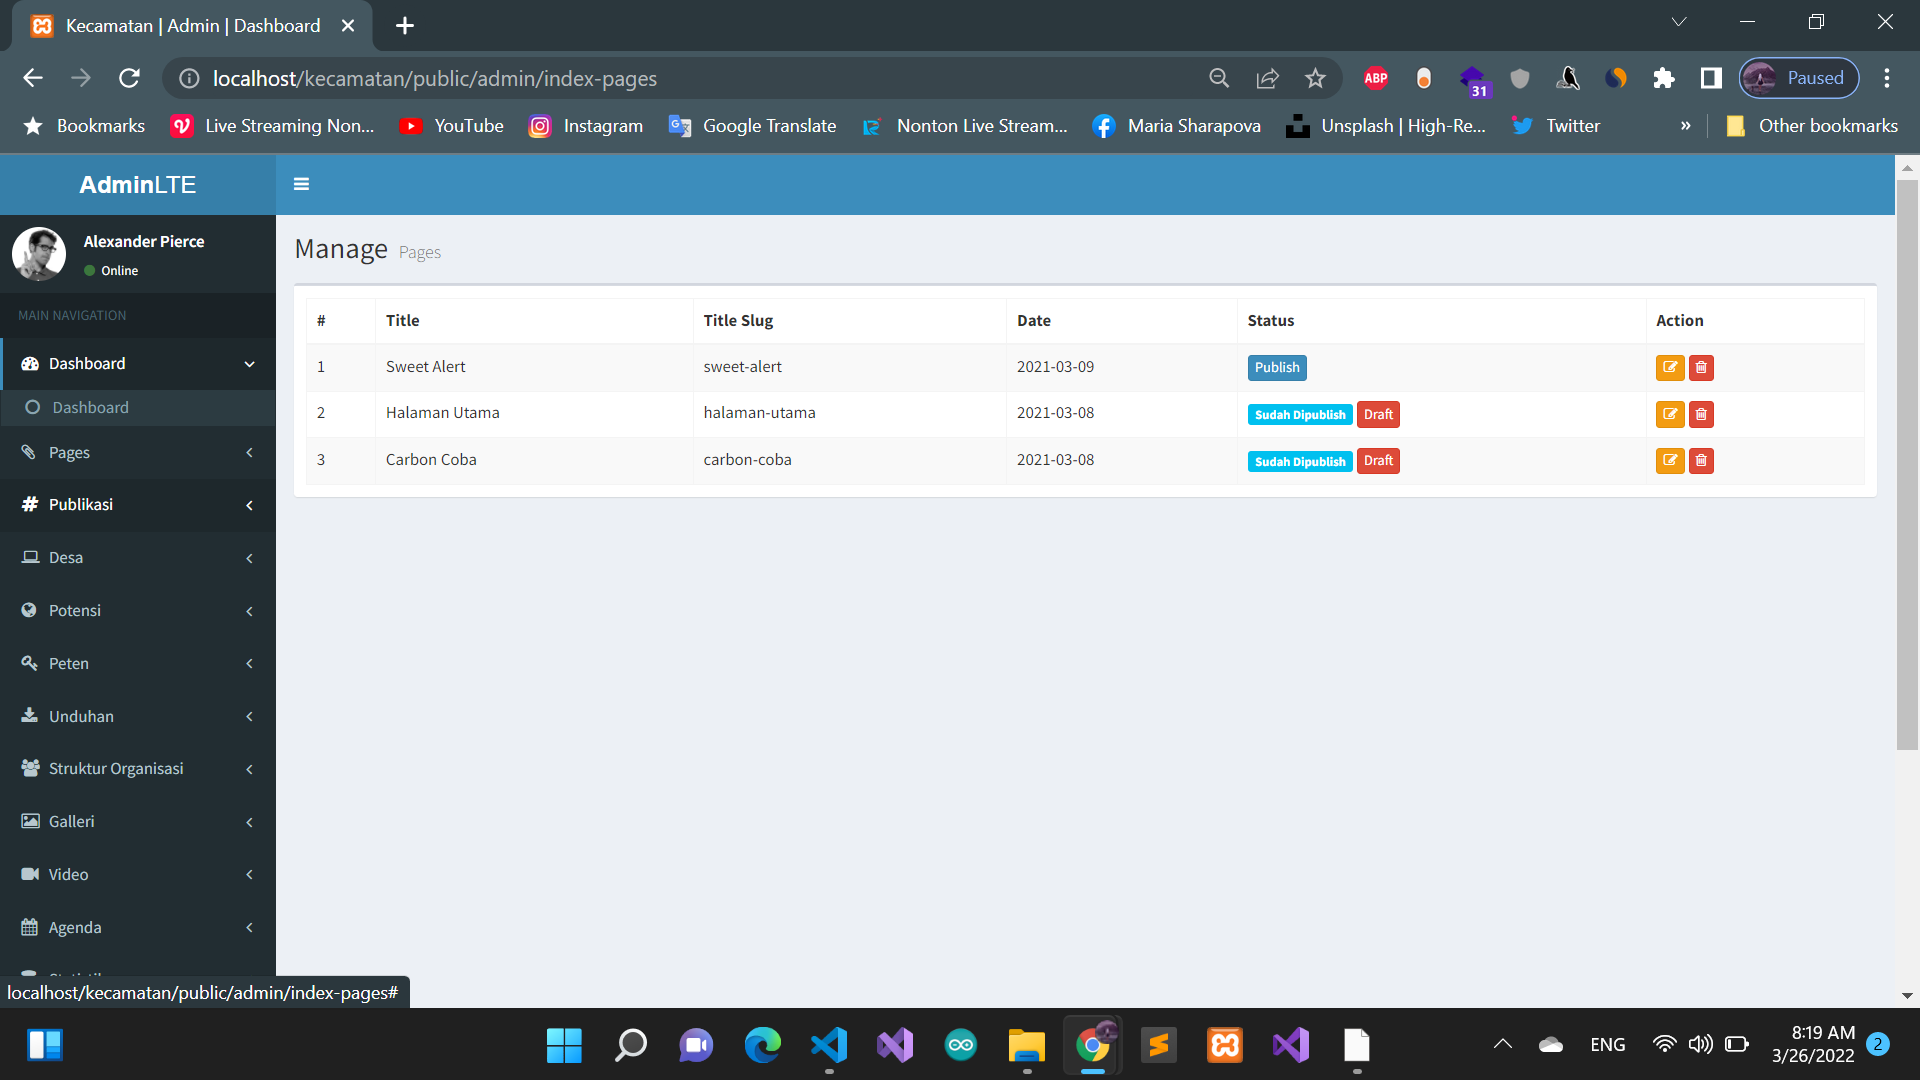 Kecamatan | Admin | Dashboard
localhost/kecamatan/public/admin/index-pages
ABP
31
Paused
Bookmarks
Live Streaming Non...
YouTube
Instagram
Google Translate
Nonton Live Stream...
Maria Sharapova
Unsplash | High-Re...
Twitter
»
Other bookmarks
AdminLTE
Alexander Pierce
Online
MAIN NAVIGATION
Dashboard
Dashboard
Pages
Publikasi
Desa
Potensi
Peten
Unduhan
Struktur Organisasi
Galleri
Video
Agenda
Statistik
localhost/kecamatan/public/admin/index-pages#
Manage Pages
# Title Title Slug Date Status Action
1 Sweet Alert sweet-alert 2021-03-09 Publish
2 Halaman Utama halaman-utama 2021-03-08 Sudah Dipublish Draft
3 Carbon Coba carbon-coba 2021-03-08 Sudah Dipublish Draft
ENG
8:19 AM
3/26/2022
2